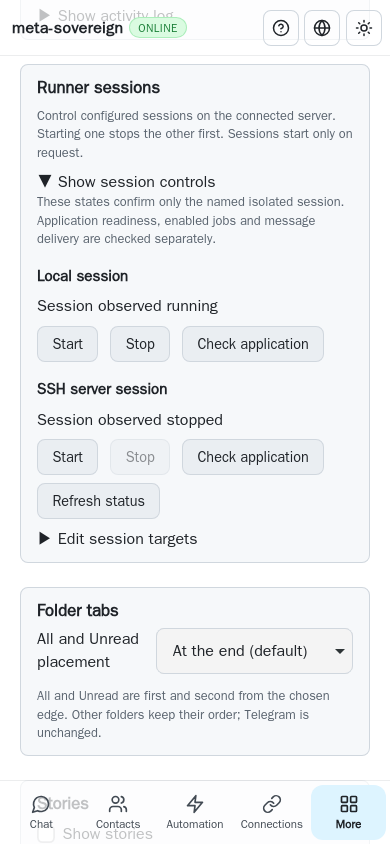 Show activity log
meta-sovereign ONLINE
Runner sessions
Control configured sessions on the connected server.
Starting one stops the other first. Sessions start only on
request.
Show session controls
These states confirm only the named isolated session.
Application readiness, enabled jobs and message
delivery are checked separately.
Local session
Session observed running
Start Stop Check application
SSH server session
Session observed stopped
Start Stop Check application
Refresh status
Edit session targets
Folder tabs
All and Unread
placement
At the end (default)
All and Unread are first and second from the chosen
edge. Other folders keep their order; Telegram is
unchanged.
Stories
Chat Contacts Automation Connections More
Show stories